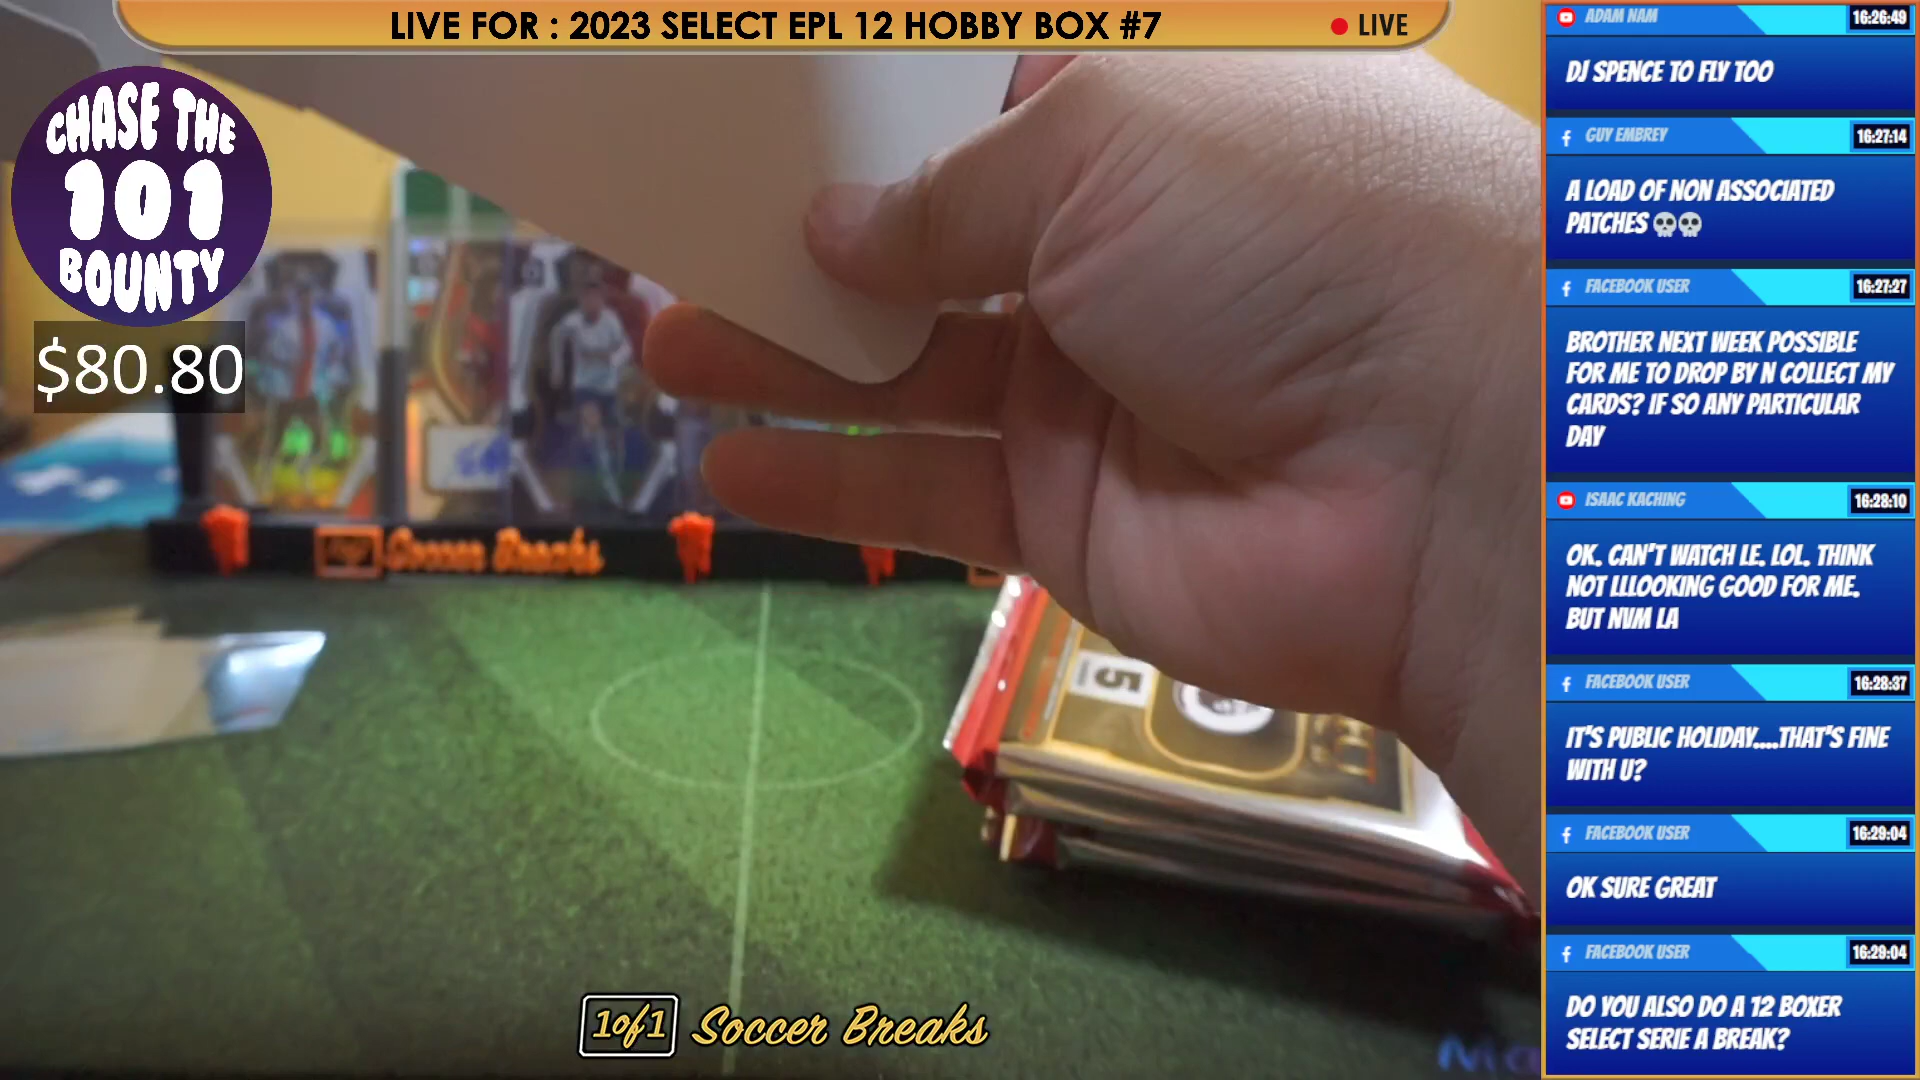 LIVE FOR : 2023 SELECT EPL 12 HOBBY BOX #7
LIVE
CHASE THE
101
BOUNTY
$80.80
Soccer Breaks
5
1of1 Soccer Breaks
ADAM NAM 16:26:49
DJ SPENCE TO FLY TOO
GUY EMBREY 16:27:14
A LOAD OF NON ASSOCIATED
PATCHES 💀💀
FACEBOOK USER 16:27:27
BROTHER NEXT WEEK POSSIBLE
FOR ME TO DROP BY N COLLECT MY
CARDS? IF SO ANY PARTICULAR
DAY
ISAAC KACHING 16:28:10
OK. CAN'T WATCH LE. LOL. THINK
NOT LLLOOKING GOOD FOR ME.
BUT NVM LA
FACEBOOK USER 16:28:37
IT'S PUBLIC HOLIDAY....THAT'S FINE
WITH U?
FACEBOOK USER 16:29:04
OK SURE GREAT
FACEBOOK USER 16:29:04
DO YOU ALSO DO A 12 BOXER
SELECT SERIE A BREAK?